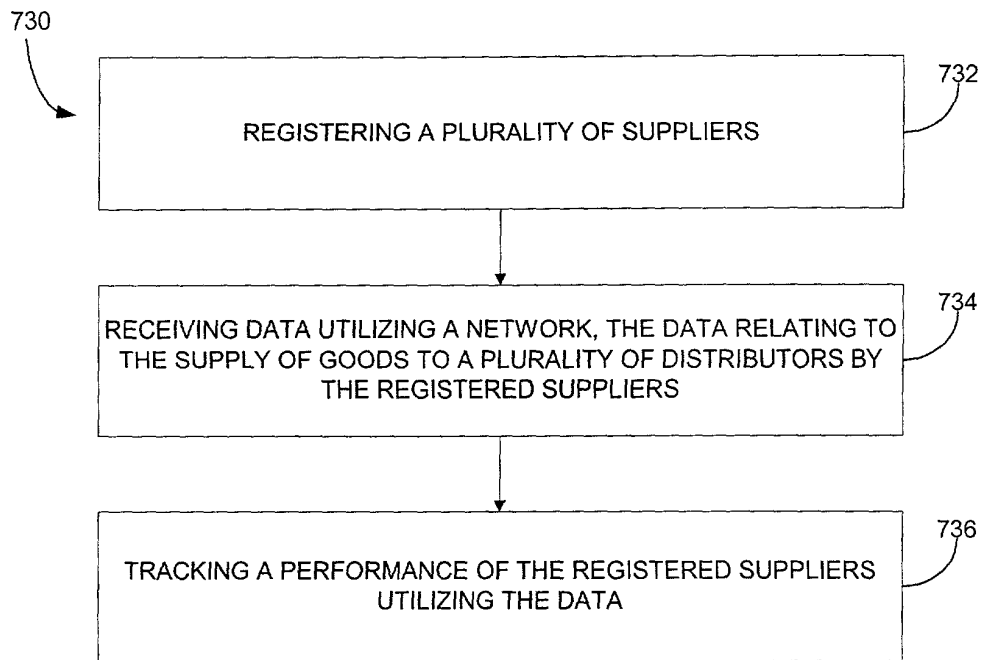 730
732
REGISTERING A PLURALITY OF SUPPLIERS
734
RECEIVING DATA UTILIZING A NETWORK, THE DATA RELATING TO
THE SUPPLY OF GOODS TO A PLURALITY OF DISTRIBUTORS BY
THE REGISTERED SUPPLIERS
736
TRACKING A PERFORMANCE OF THE REGISTERED SUPPLIERS
UTILIZING THE DATA